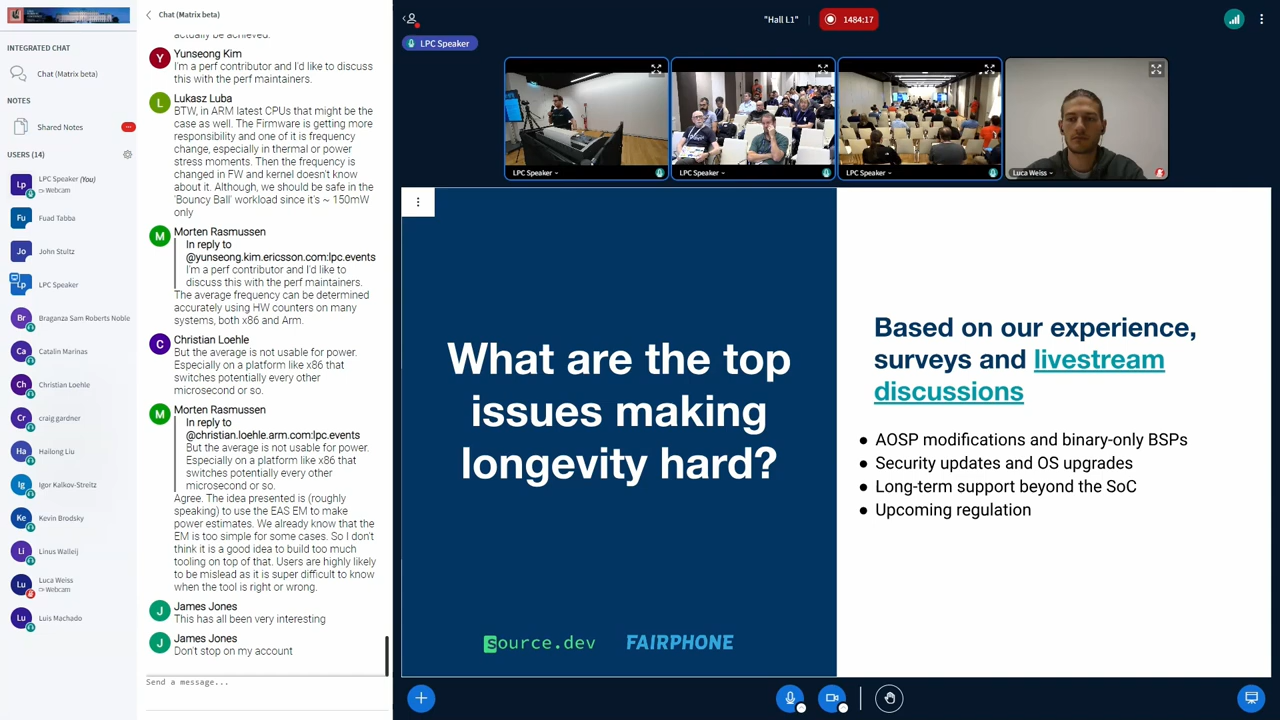 INTEGRATED CHAT
Chat (Matrix beta)
NOTES
Shared Notes
USERS (14)
LPC Speaker (You)
Webcam
Fuad Tabba
John Stultz
LPC Speaker
Braganza Sam Roberts Noble
Catalin Marinas
Christian Loehle
craig gardner
Hailong Liu
Igor Kalkov-Streitz
Kevin Brodsky
Linus Walleij
Luca Weiss
Webcam
Luis Machado
Lp
Fu
Jo
Lp
Br
Ca
Ch
Cr
Ha
Ig
Ke
Li
Lu
Lu
Chat (Matrix beta)
actually be achieved.
Y
Yunseong Kim
I'm a perf contributor and I'd like to discuss
this with the perf maintainers.
L
Lukasz Luba
BTW, in ARM latest CPUs that might be the
case as well. The Firmware is getting more
responsibility and one of it is frequency
change, especially in thermal or power
stress moments. Then the frequency is
changed in FW and kernel doesn't know
about it. Although, we should be safe in the
'Bouncy Ball' workload since it's ~ 150mW
only
M
Morten Rasmussen
In reply to
@yunseong.kim.ericsson.com:lpc.events
I'm a perf contributor and I'd like to
discuss this with the perf maintainers.
The average frequency can be determined
accurately using HW counters on many
systems, both x86 and Arm.
C
Christian Loehle
But the average is not usable for power.
Especially on a platform like x86 that
switches potentially every other
microsecond or so.
M
Morten Rasmussen
In reply to
@christian.loehle.arm.com:lpc.events
But the average is not usable for power.
Especially on a platform like x86 that
switches potentially every other
microsecond or so.
Agree. The idea presented is (roughly
speaking) to use the EAS EM to make
power estimates. We already know that the
EM is too simple for some cases. So I don't
think it is a good idea to build too much
tooling on top of that. Users are highly likely
to be mislead as it is super difficult to know
when the tool is right or wrong.
J
James Jones
This has all been very interesting
J
James Jones
Don't stop on my account
Send a message...
"Hall L1"
1484:17
LPC Speaker
LPC Speaker
LPC Speaker
LPC Speaker
Luca Weiss
What are the top
issues making
longevity hard?
source.dev
FAIRPHONE
Based on our experience,
surveys and livestream
discussions
● AOSP modifications and binary-only BSPs
● Security updates and OS upgrades
● Long-term support beyond the SoC
● Upcoming regulation